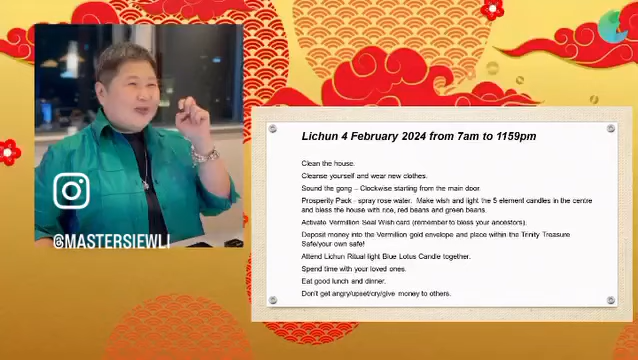 @MASTERSIEWLI
Lichun 4 February 2024 from 7am to 1159pm
Clean the house.
Cleanse yourself and wear new clothes.
Sound the gong - Clockwise starting from the main door.
Prosperity Pack - spray rose water. Make wish and light the 5 element candles in the centre
and bless the house with rice, red beans and green beans.
Activate Vermillion Seal Wish card (remember to bless your ancestors).
Deposit money into the Vermillion gold envelope and place within the Trinity Treasure
Safe/your own safe!
Attend Lichun Ritual light Blue Lotus Candle together.
Spend time with your loved ones.
Eat good lunch and dinner.
Don't get angry/upset/cry/give money to others.